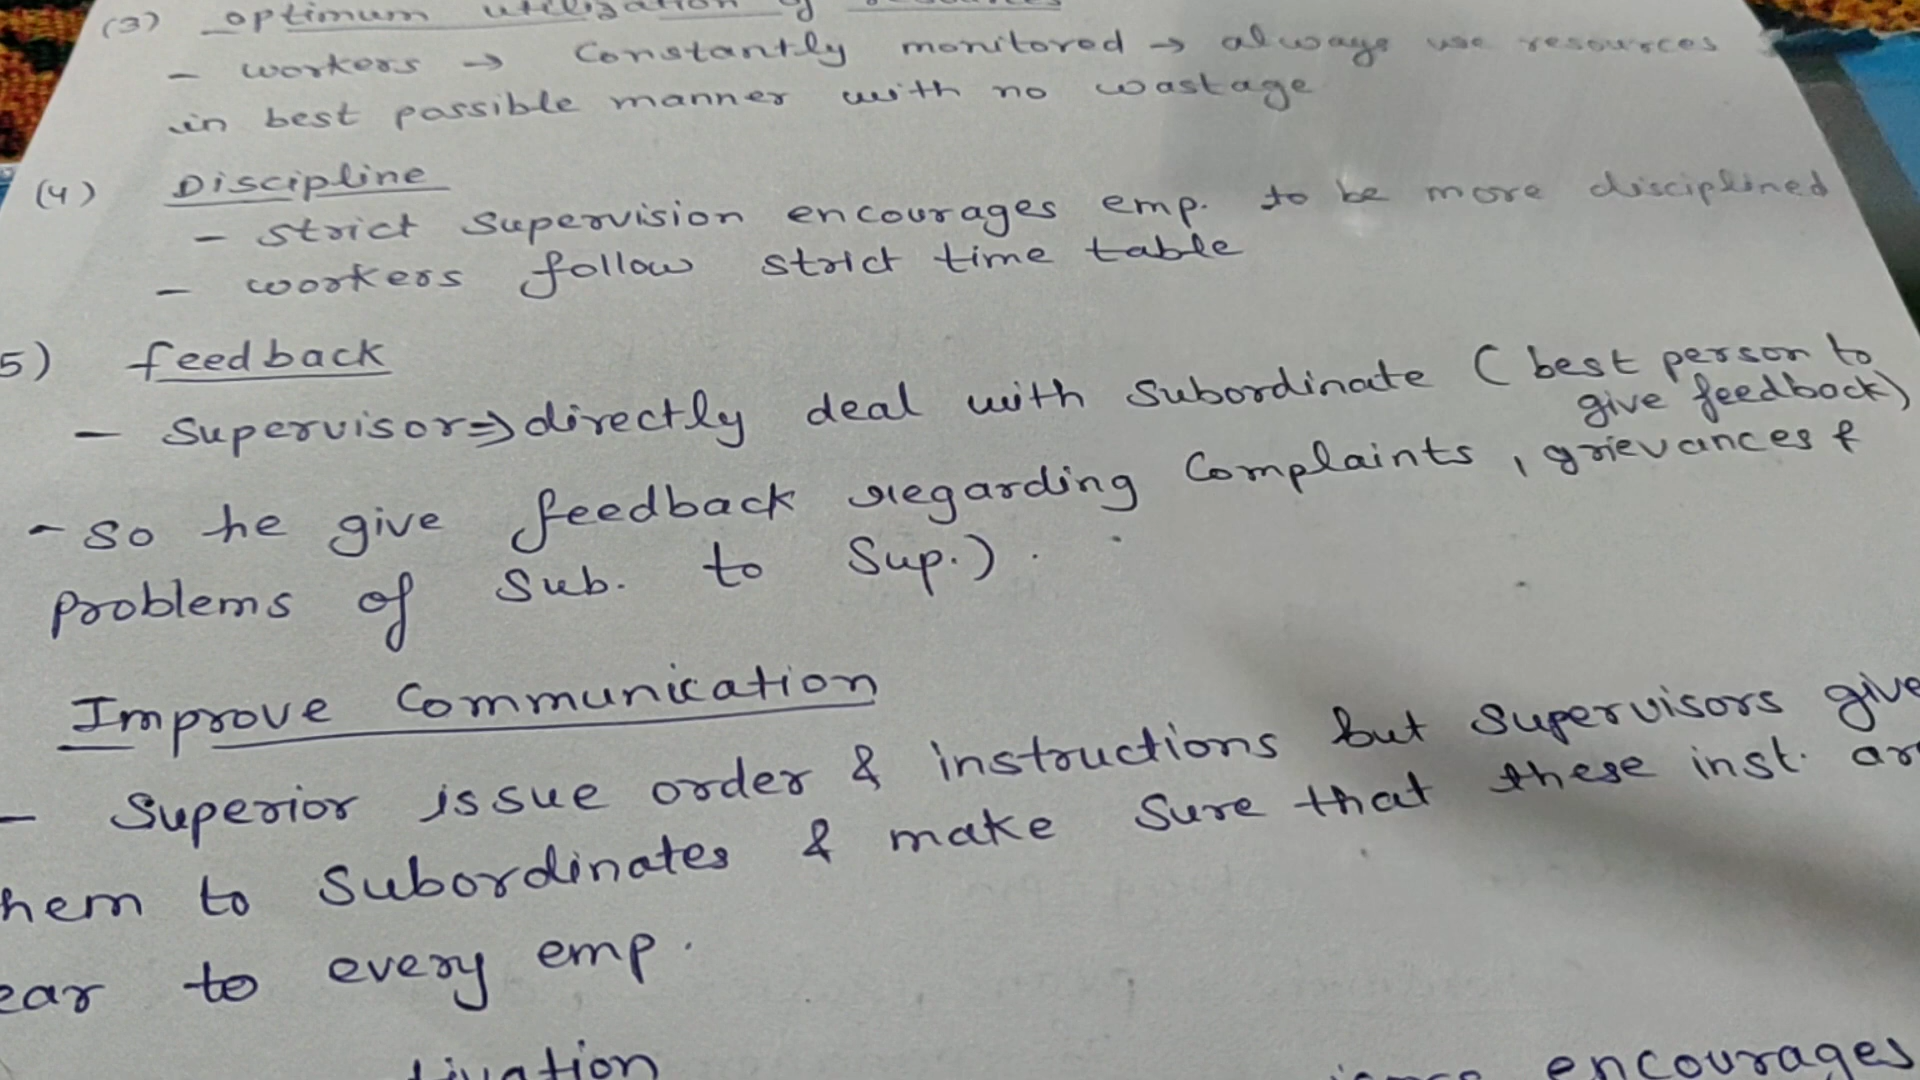 (3) optimum utilization of resources
- workers → Constantly monitored → always use resources
in best possible manner with no wastage
(4) Discipline
- strict Supervision encourages emp. to be more disciplined
- workers follow strict time table
5) feedback
- Supervisor ⇒ directly deal with Subordinate ( best person to
give feedback)
- So he give feedback regarding Complaints , grievances &
problems of Sub. to Sup.) .
Improve Communication
- Superior issue order & instructions but Supervisors give
hem to Subordinates & make Sure that these inst. ar
ear to every emp.
tivation
encourages